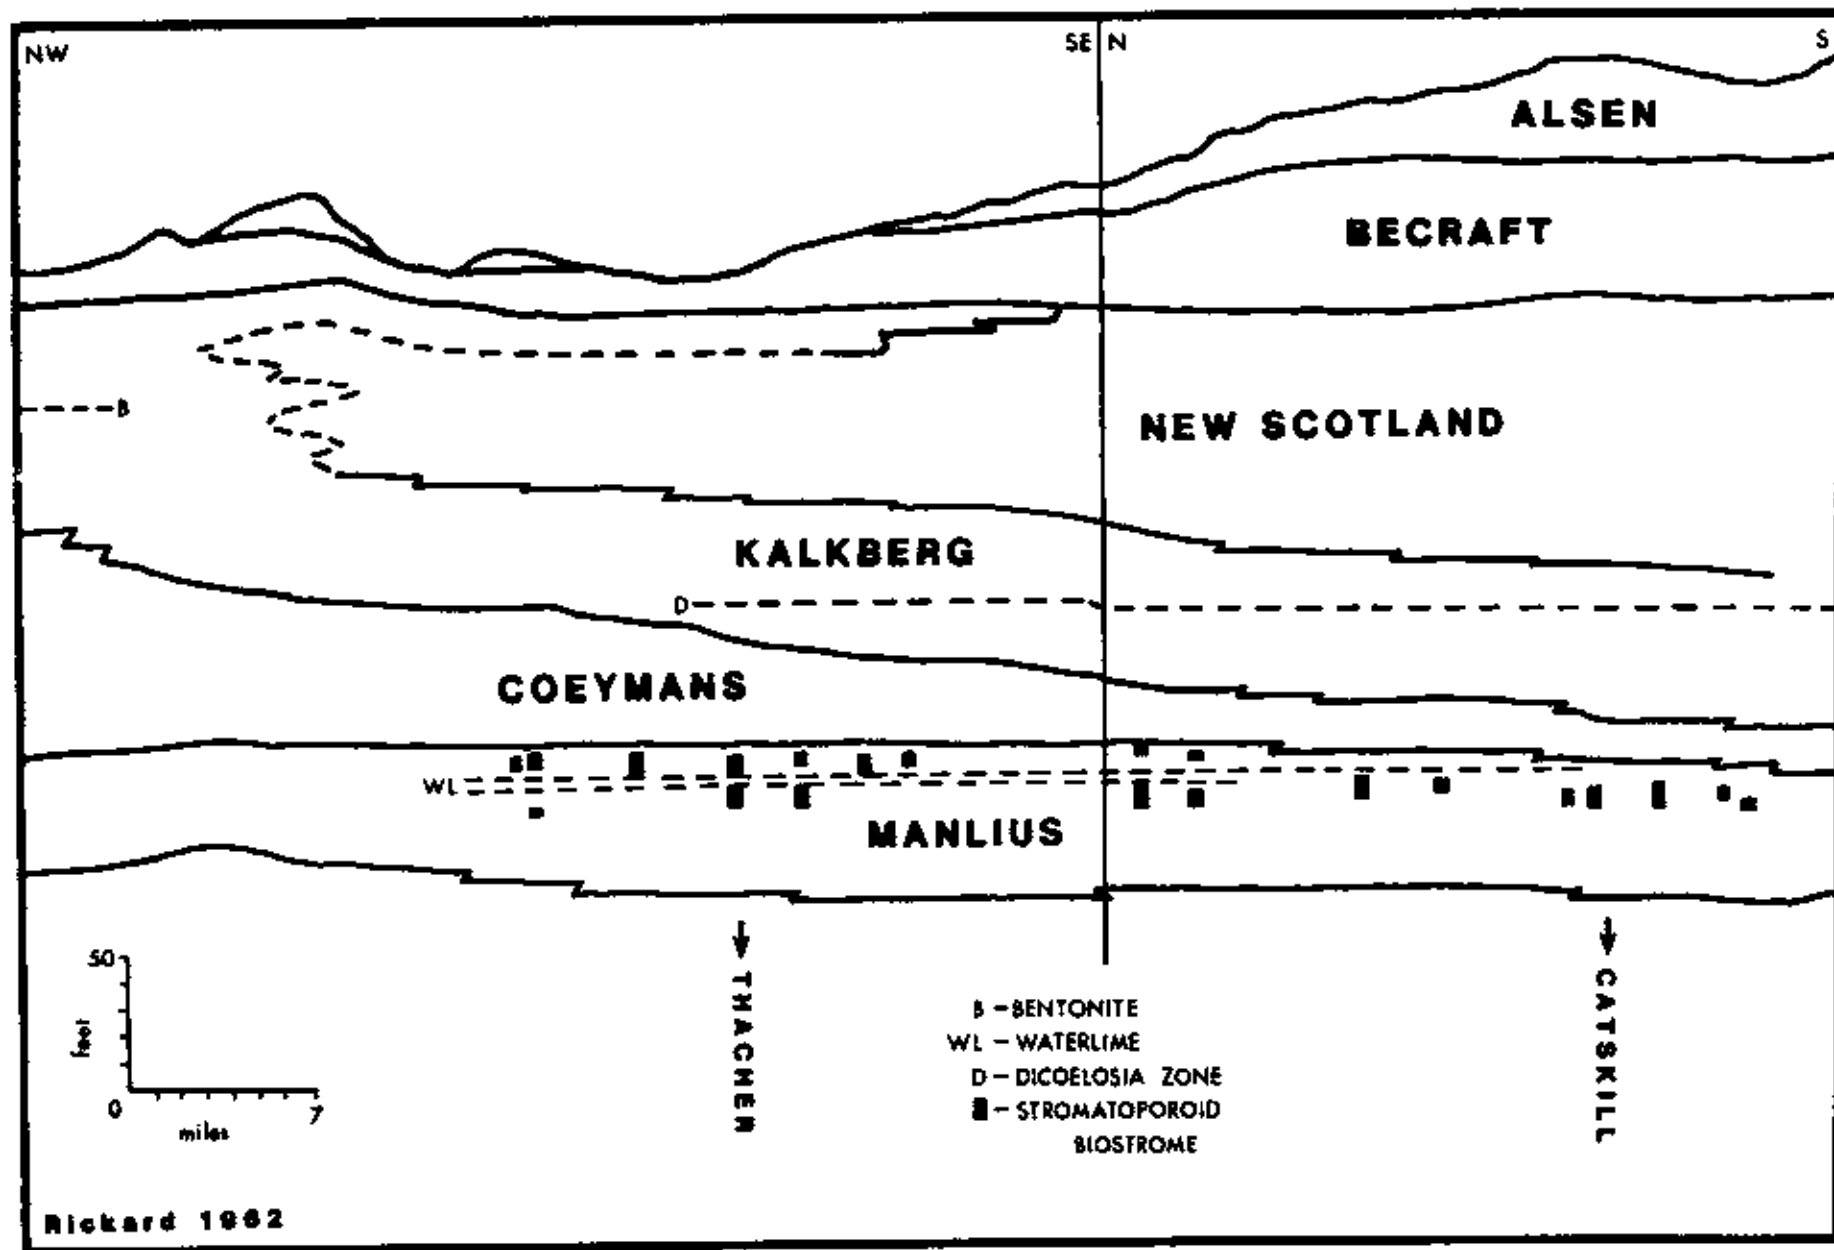 NW
SE
N
S
ALSEN
BECRAFT
B
NEW SCOTLAND
KALKBERG
D
COEYMANS
WL
MANLIUS
50
feet
0
7
miles
THACHER
CATSKILL
B – BENTONITE
WL – WATERLIME
D – DICOELOSIA ZONE
– STROMATOPOROID
BIOSTROME
Rickard 1962